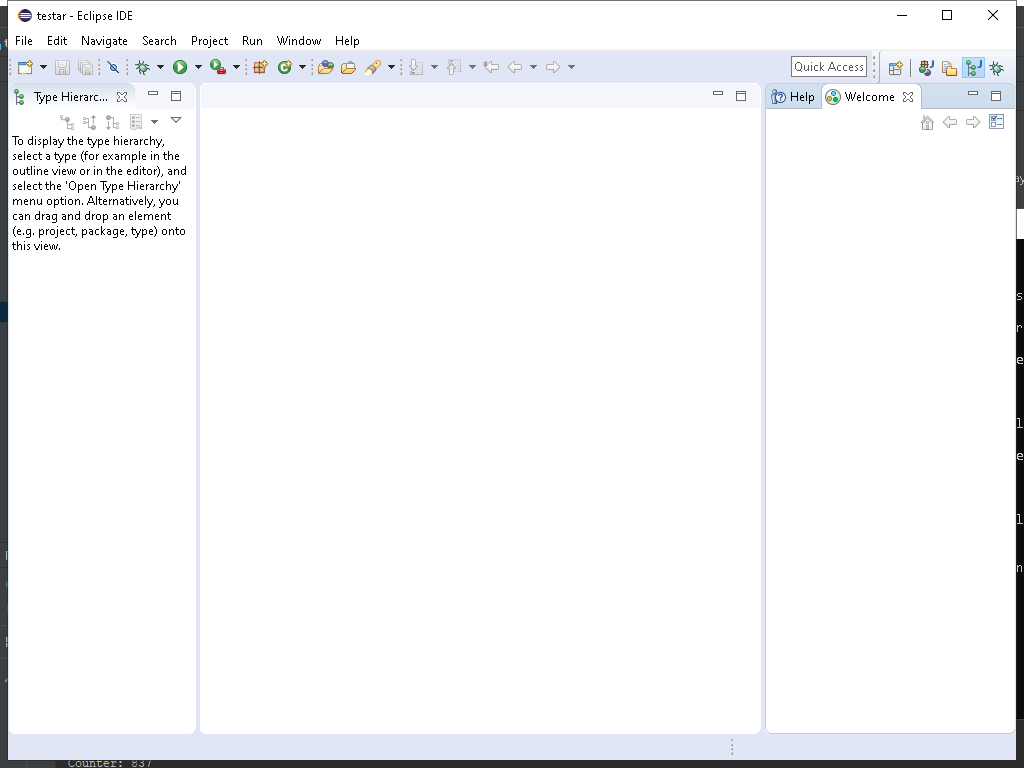 testar - Eclipse IDE
File Edit Navigate Search Project Run Window Help
Quick Access
Type Hierarc...
Help
Welcome
To display the type hierarchy,
select a type (for example in the
outline view or in the editor), and
select the 'Open Type Hierarchy'
menu option. Alternatively, you
can drag and drop an element
(e.g. project, package, type) onto
this view.
Counter: 837